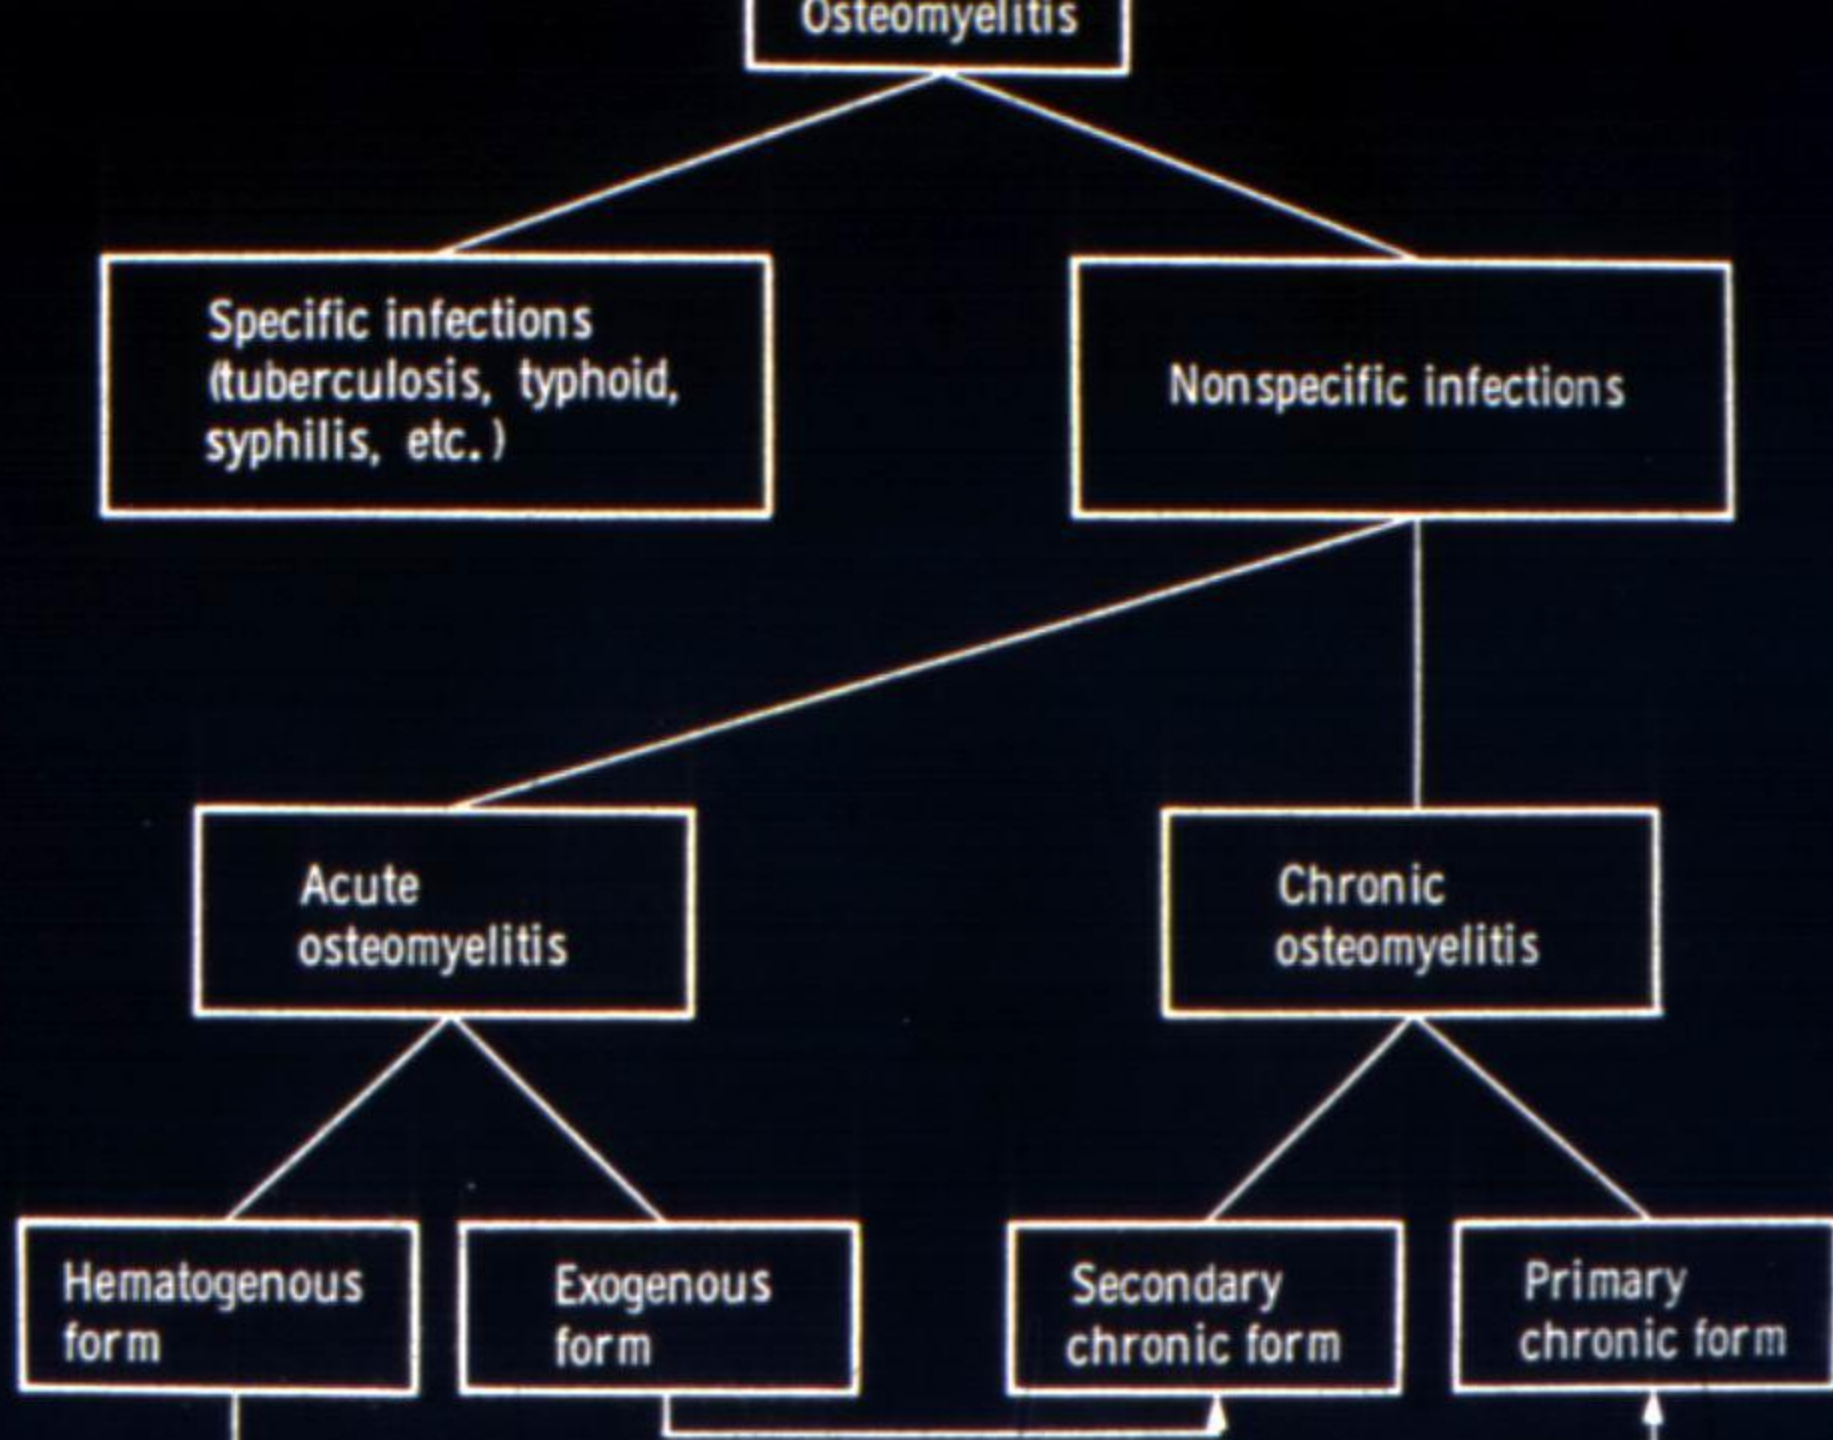 Osteomyelitis
Specific infections
(tuberculosis, typhoid,
syphilis, etc.)
Nonspecific infections
Acute
osteomyelitis
Chronic
osteomyelitis
Hematogenous
form
Exogenous
form
Secondary
chronic form
Primary
chronic form